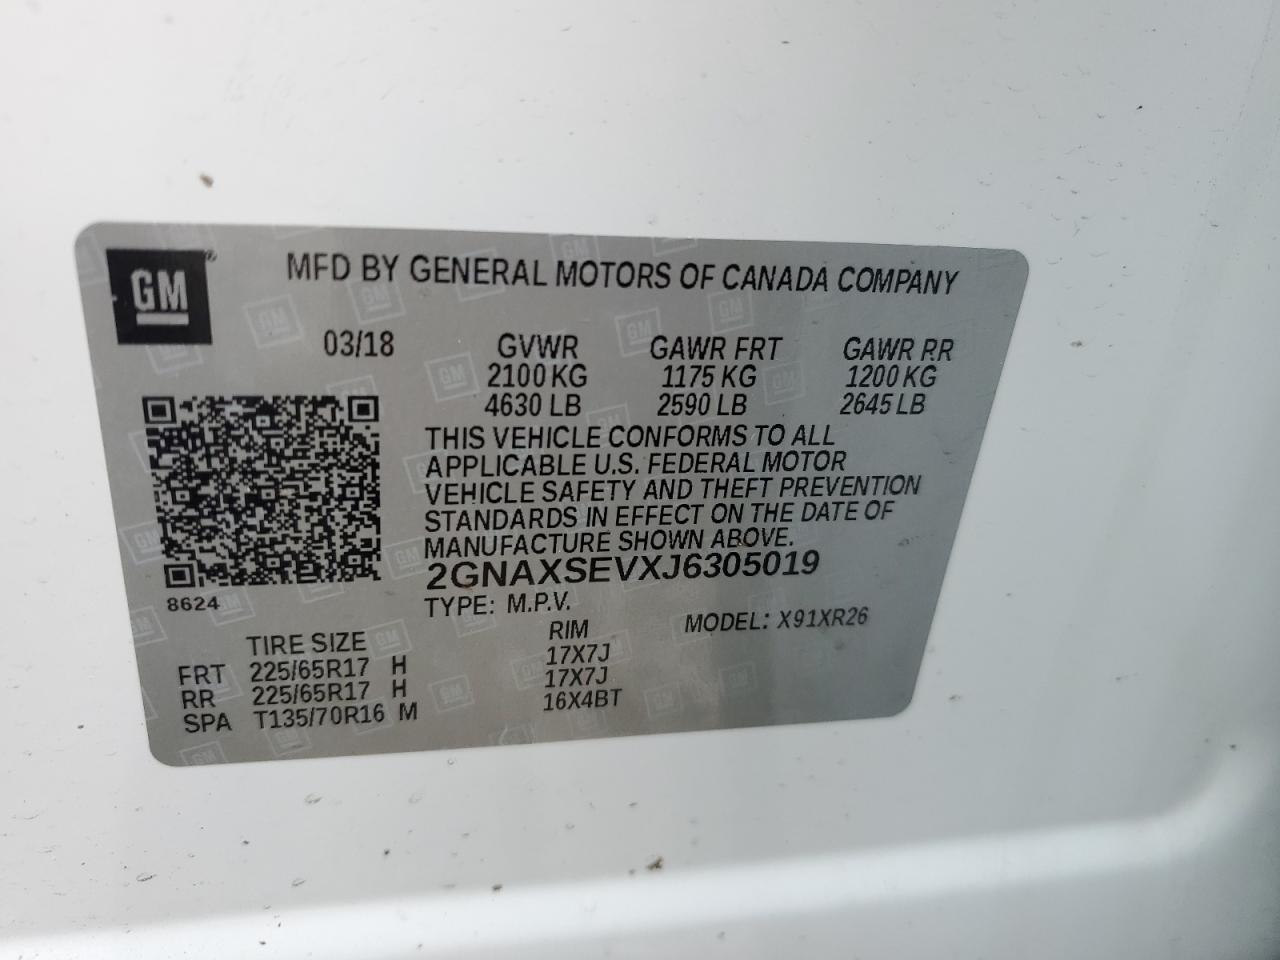 GM
MFD BY GENERAL MOTORS OF CANADA COMPANY
03/18 GVWR GAWR FRT GAWR RR
2100 KG 1175 KG 1200 KG
4630 LB 2590 LB 2645 LB
THIS VEHICLE CONFORMS TO ALL
APPLICABLE U.S. FEDERAL MOTOR
VEHICLE SAFETY AND THEFT PREVENTION
STANDARDS IN EFFECT ON THE DATE OF
MANUFACTURE SHOWN ABOVE.
2GNAXSEVXJ6305019
8624
TYPE: M.P.V. MODEL: X91XR26
TIRE SIZE RIM
FRT 225/65R17 H 17X7J
RR 225/65R17 H 17X7J
SPA T135/70R16 M 16X4BT